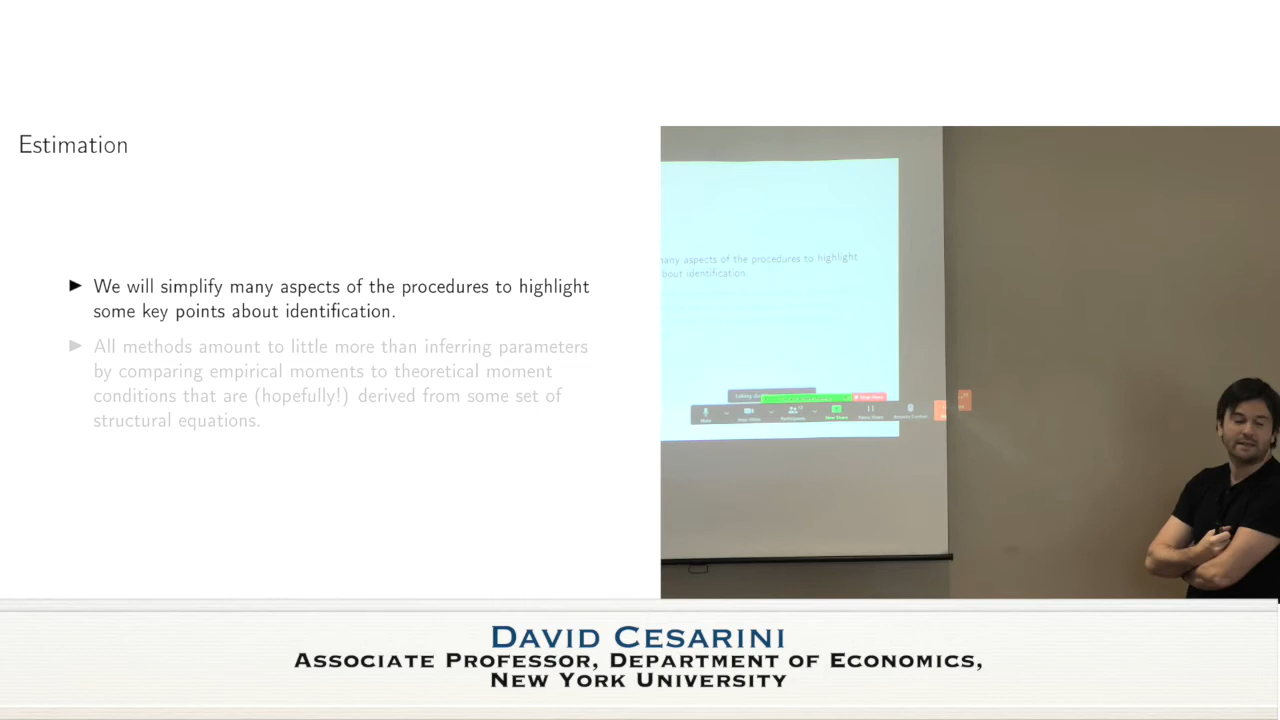 Estimation
▶ We will simplify many aspects of the procedures to highlight
some key points about identification.
▶ All methods amount to little more than inferring parameters
by comparing empirical moments to theoretical moment
conditions that are (hopefully!) derived from some set of
structural equations.
many aspects of the procedures to highlight
bout identification.
DAVID CESARINI
ASSOCIATE PROFESSOR, DEPARTMENT OF ECONOMICS,
NEW YORK UNIVERSITY